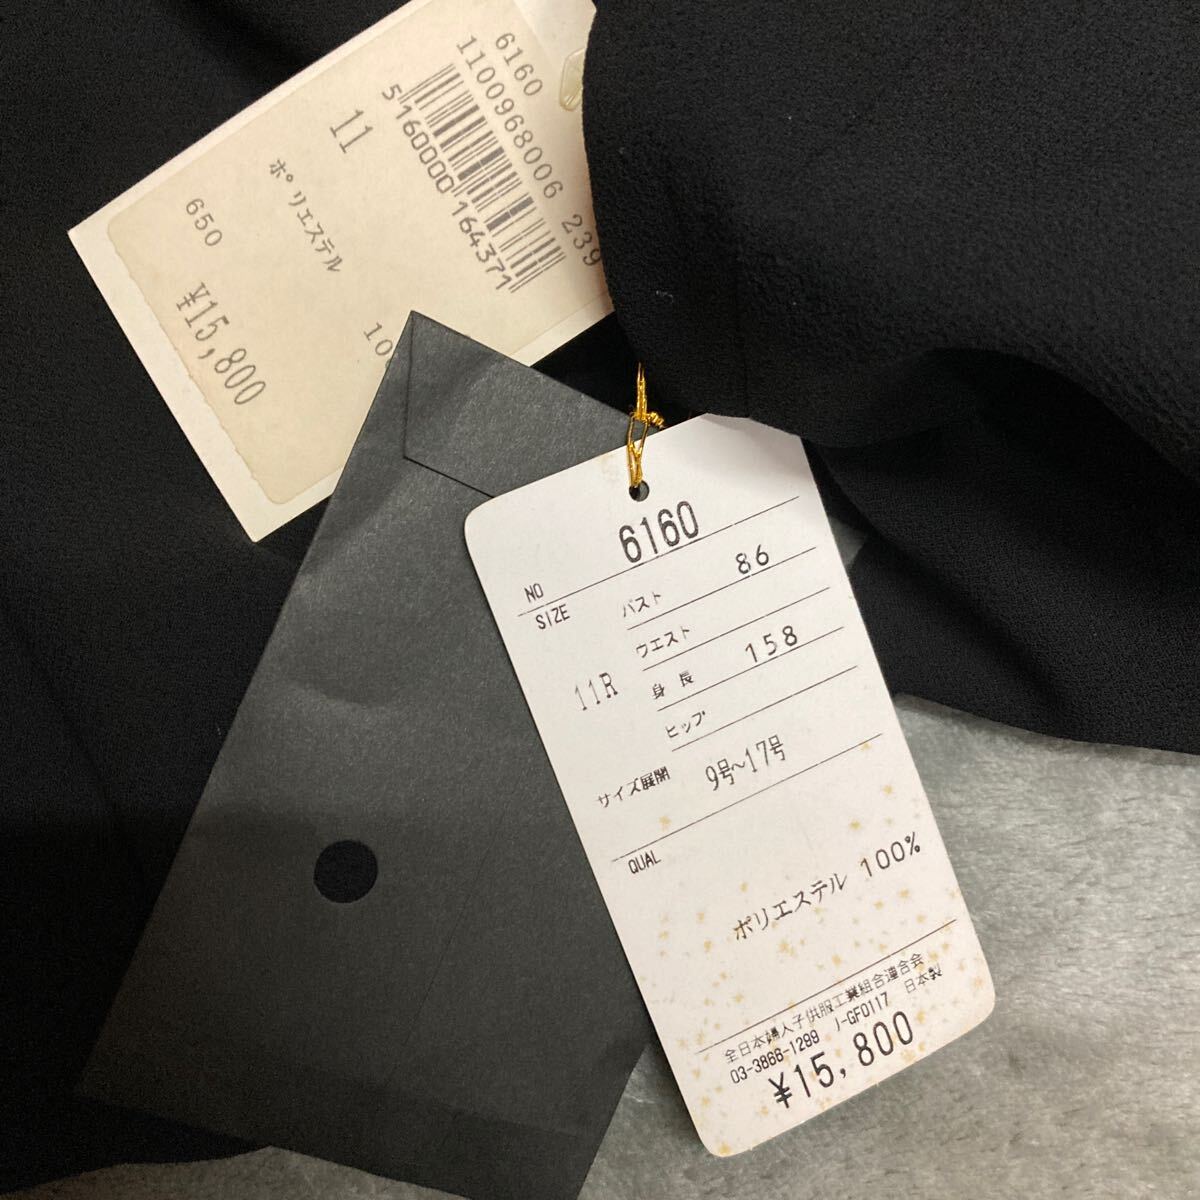 6160
1100968006 239
5160000 164371
11
ポリエステル
650
¥15,800
NO 6160
SIZE
11R
バスト 86
ウエスト
身長 158
ヒップ
サイズ展開 9号~17号
QUAL
ポリエステル 100%
全日本婦人子供服工業組合連合会
03-3866-1299 J-GF0117 日本製
¥15,800